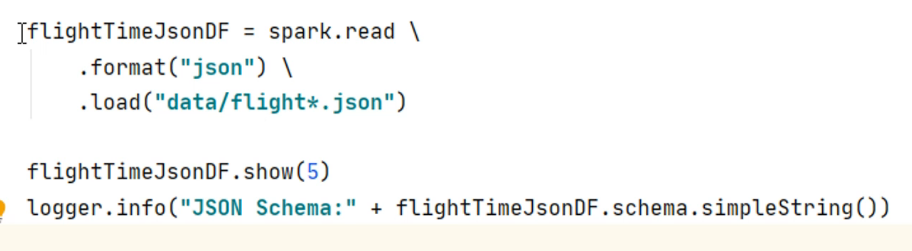 flightTimeJsonDF = spark.read \
    .format("json") \
    .load("data/flight*.json")
flightTimeJsonDF.show(5)
logger.info("JSON Schema:" + flightTimeJsonDF.schema.simpleString())